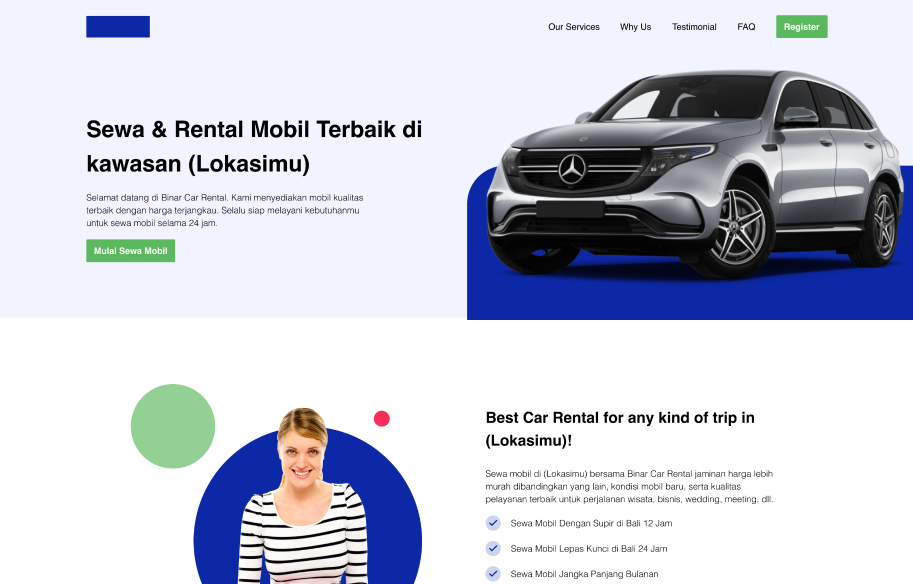 Our Services
Why Us
Testimonial
FAQ
Register
Sewa & Rental Mobil Terbaik di
kawasan (Lokasimu)
Selamat datang di Binar Car Rental. Kami menyediakan mobil kualitas
terbaik dengan harga terjangkau. Selalu siap melayani kebutuhanmu
untuk sewa mobil selama 24 jam.
Mulai Sewa Mobil
Best Car Rental for any kind of trip in
(Lokasimu)!
Sewa mobil di (Lokasimu) bersama Binar Car Rental jaminan harga lebih
murah dibandingkan yang lain, kondisi mobil baru, serta kualitas
pelayanan terbaik untuk perjalanan wisata, bisnis, wedding, meeting, dll.
Sewa Mobil Dengan Supir di Bali 12 Jam
Sewa Mobil Lepas Kunci di Bali 24 Jam
Sewa Mobil Jangka Panjang Bulanan